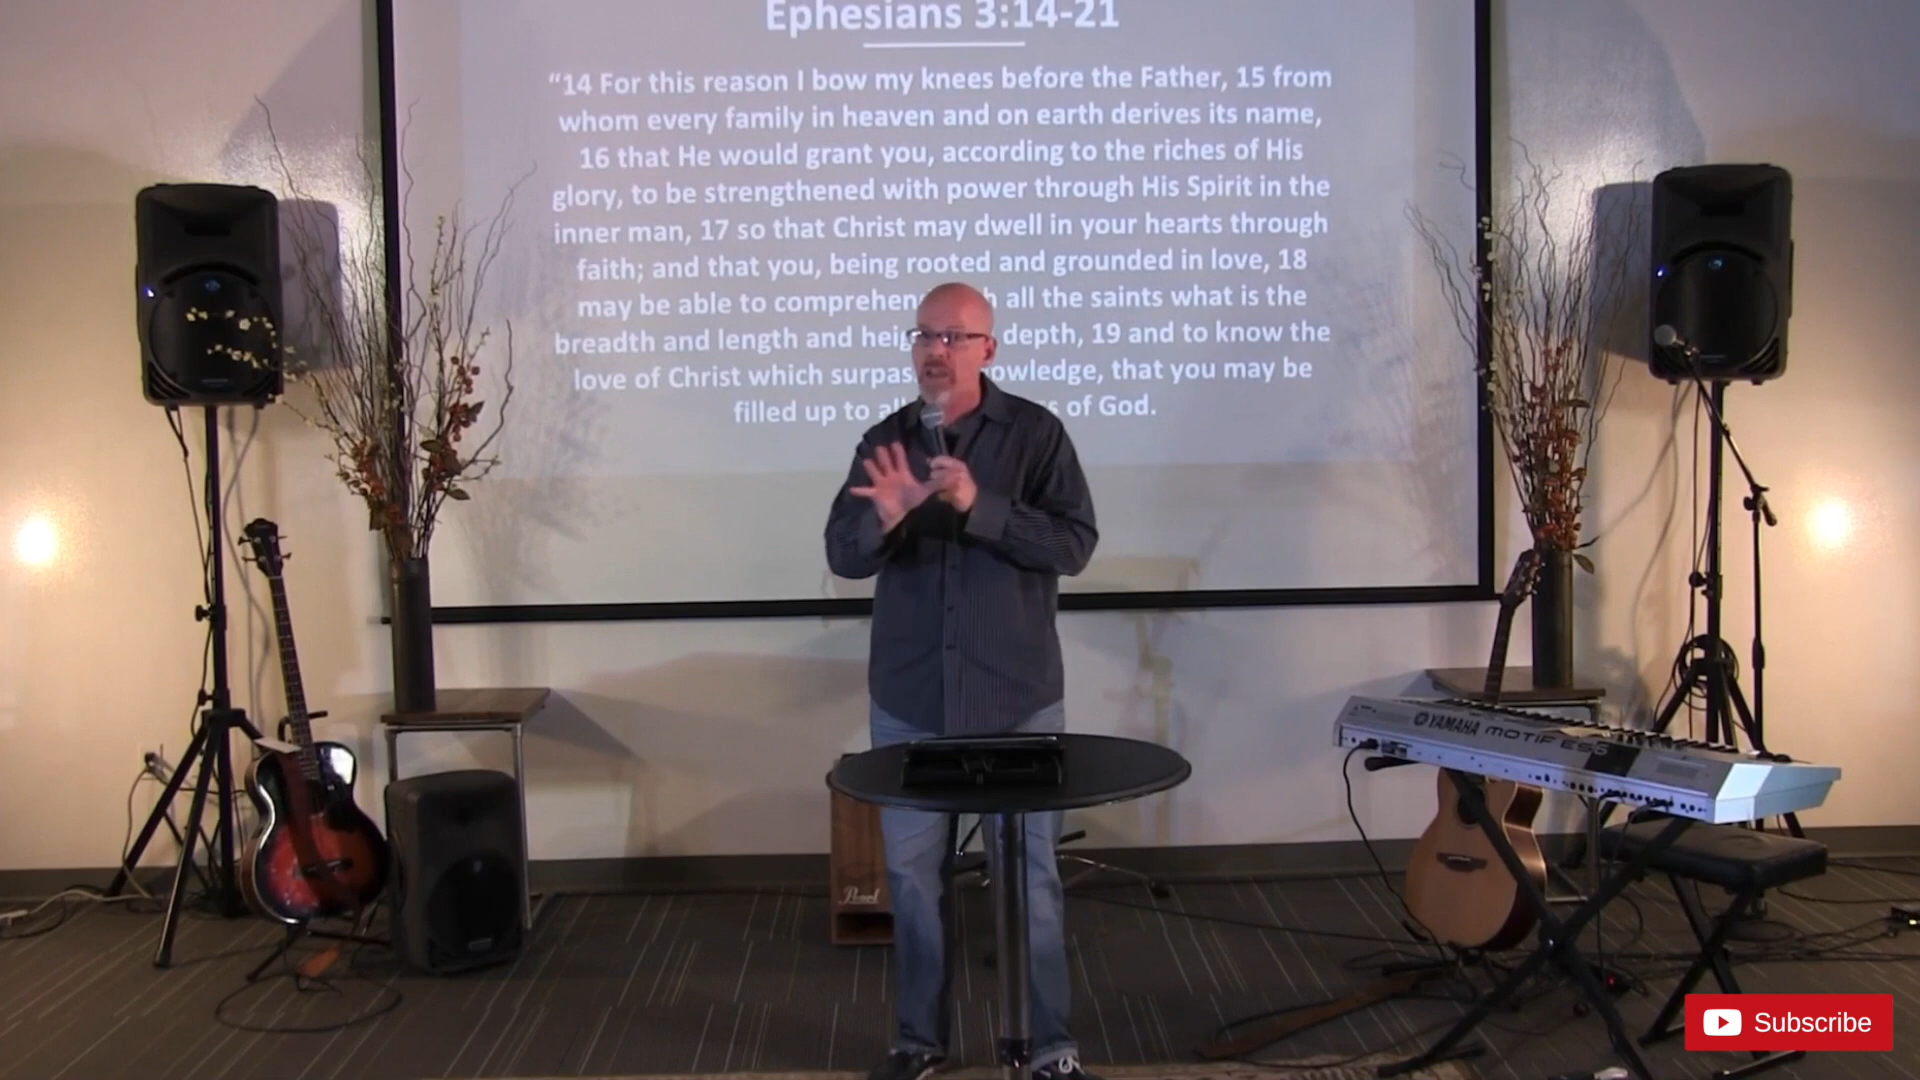 Ephesians 3:14-21
“14 For this reason I bow my knees before the Father, 15 from
whom every family in heaven and on earth derives its name,
16 that He would grant you, according to the riches of His
glory, to be strengthened with power through His Spirit in the
inner man, 17 so that Christ may dwell in your hearts through
faith; and that you, being rooted and grounded in love, 18
may be able to all the saints what is the
breadth and length and depth, 19 and to know the
love of Christ which that you may be
filled up to of God.
YAMAHA MOTIF ES6
Pearl
Subscribe